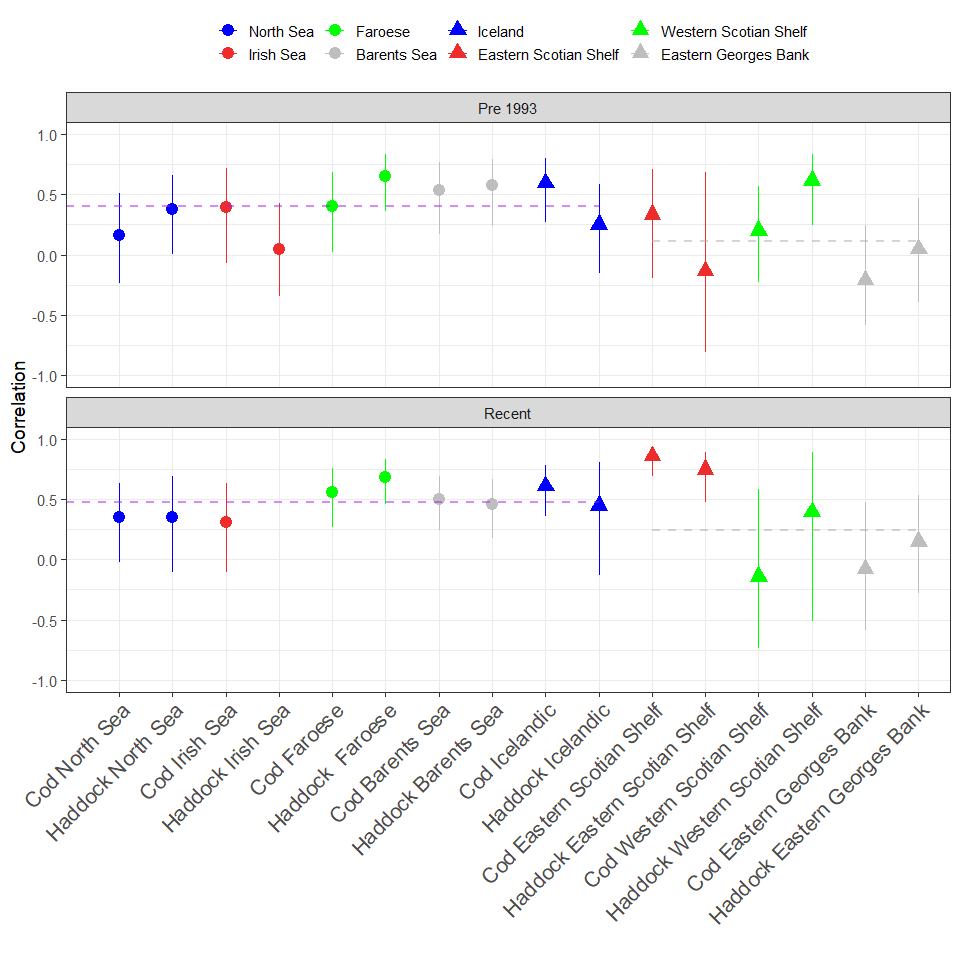 North Sea Faroese Iceland Western Scotian Shelf
Irish Sea Barents Sea Eastern Scotian Shelf Eastern Georges Bank
Pre 1993
1.0
0.5
0.0
-0.5
-1.0
Correlation
Recent
1.0
0.5
0.0
-0.5
-1.0
Cod North Sea
Haddock North Sea
Cod Irish Sea
Haddock Irish Sea
Cod Faroese
Haddock Faroese
Cod Barents Sea
Haddock Barents Sea
Cod Icelandic
Haddock Icelandic
Cod Eastern Scotian Shelf
Haddock Eastern Scotian Shelf
Cod Western Scotian Shelf
Haddock Western Scotian Shelf
Cod Eastern Georges Bank
Haddock Eastern Georges Bank